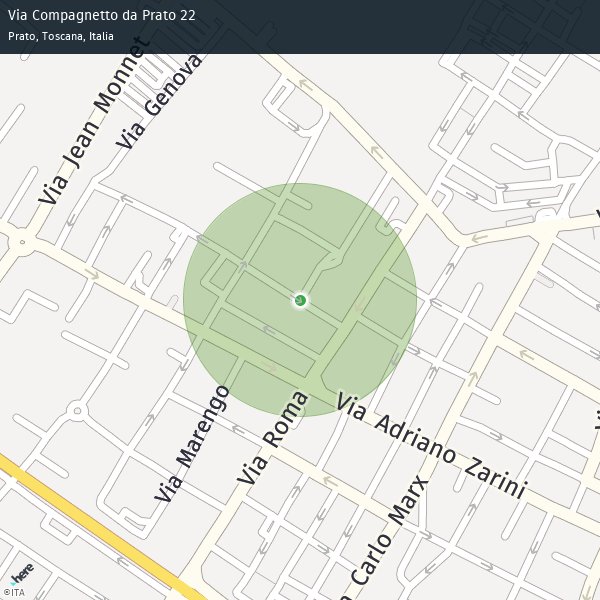 Via Compagnetto da Prato 22
Prato, Toscana, Italia
Via Jean Monnet
Via Genova
Via Marengo
Via Roma
Via Adriano Zarini
Carlo Marx
here
©ITA